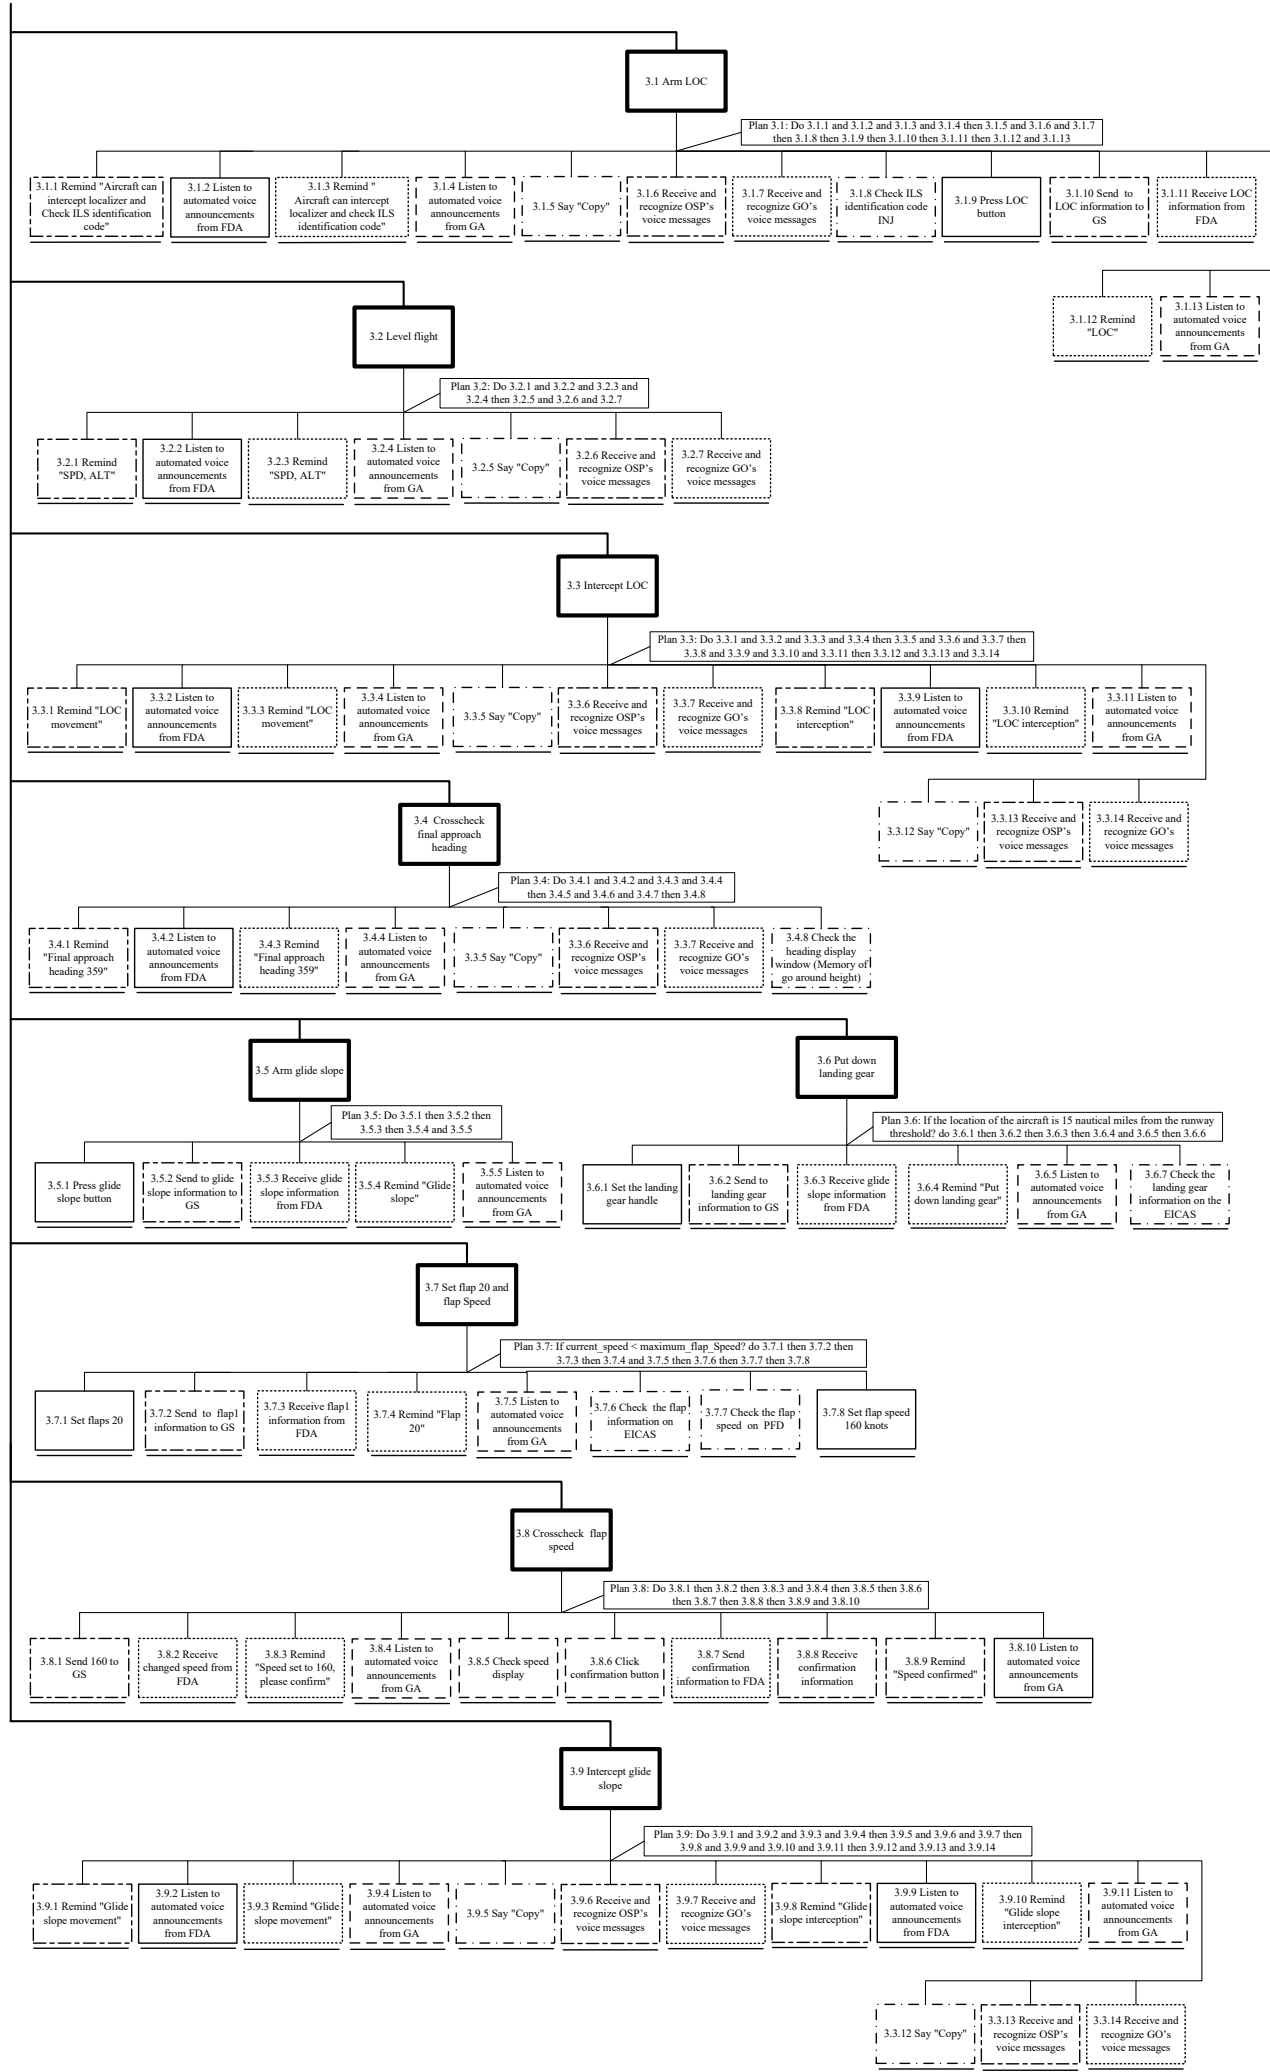 3.1 Arm LOC
Plan 3.1: Do 3.1.1 and 3.1.2 and 3.1.3 and 3.1.4 then 3.1.5 and 3.1.6 and 3.1.7
then 3.1.8 then 3.1.9 then 3.1.10 then 3.1.11 then 3.1.12 and 3.1.13
3.1.1 Remind "Aircraft can
intercept localizer and
Check ILS identification
code"
3.1.2 Listen to
automated voice
announcements
from FDA
3.1.3 Remind "
Aircraft can intercept
localizer and check ILS
identification code"
3.1.4 Listen to
automated voice
announcements
from GA
3.1.5 Say "Copy"
3.1.6 Receive and
recognize OSP's
voice messages
3.1.7 Receive and
recognize GO's
voice messages
3.1.8 Check ILS
identification code
INJ
3.1.9 Press LOC
button
3.1.10 Send to
LOC information to
GS
3.1.11 Receive LOC
information from
FDA
3.1.12 Remind
"LOC"
3.1.13 Listen to
automated voice
announcements
from GA
3.2 Level flight
Plan 3.2: Do 3.2.1 and 3.2.2 and 3.2.3 and
3.2.4 then 3.2.5 and 3.2.6 and 3.2.7
3.2.1 Remind
"SPD, ALT"
3.2.2 Listen to
automated voice
announcements
from FDA
3.2.3 Remind
"SPD, ALT"
3.2.4 Listen to
automated voice
announcements
from GA
3.2.5 Say "Copy"
3.2.6 Receive and
recognize OSP's
voice messages
3.2.7 Receive and
recognize GO's
voice messages
3.3 Intercept LOC
Plan 3.3: Do 3.3.1 and 3.3.2 and 3.3.3 and 3.3.4 then 3.3.5 and 3.3.6 and 3.3.7 then
3.3.8 and 3.3.9 and 3.3.10 and 3.3.11 then 3.3.12 and 3.3.13 and 3.3.14
3.3.1 Remind "LOC
movement"
3.3.2 Listen to
automated voice
announcements
from FDA
3.3.3 Remind "LOC
movement"
3.3.4 Listen to
automated voice
announcements
from GA
3.3.5 Say "Copy"
3.3.6 Receive and
recognize OSP's
voice messages
3.3.7 Receive and
recognize GO's
voice messages
3.3.8 Remind "LOC
interception"
3.3.9 Listen to
automated voice
announcements
from FDA
3.3.10 Remind
"LOC interception"
3.3.11 Listen to
automated voice
announcements
from GA
3.3.12 Say "Copy"
3.3.13 Receive and
recognize OSP's
voice messages
3.3.14 Receive and
recognize GO's
voice messages
3.4 Crosscheck
final approach
heading
Plan 3.4: Do 3.4.1 and 3.4.2 and 3.4.3 and 3.4.4
then 3.4.5 and 3.4.6 and 3.4.7 then 3.4.8
3.4.1 Remind
"Final approach
heading 359"
3.4.2 Listen to
automated voice
announcements
from FDA
3.4.3 Remind
"Final approach
heading 359"
3.4.4 Listen to
automated voice
announcements
from GA
3.3.5 Say "Copy"
3.3.6 Receive and
recognize OSP's
voice messages
3.3.7 Receive and
recognize GO's
voice messages
3.4.8 Check the
heading display
window (Memory of
go around height)
3.5 Arm glide slope
Plan 3.5: Do 3.5.1 then 3.5.2 then
3.5.3 then 3.5.4 and 3.5.5
3.5.1 Press glide
slope button
3.5.2 Send to glide
slope information to
GS
3.5.3 Receive glide
slope information
from FDA
3.5.4 Remind "Glide
slope"
3.5.5 Listen to
automated voice
announcements
from GA
3.6 Put down
landing gear
Plan 3.6: If the location of the aircraft is 15 nautical miles from the runway
threshold? do 3.6.1 then 3.6.2 then 3.6.3 then 3.6.4 and 3.6.5 then 3.6.6
3.6.1 Set the landing
gear handle
3.6.2 Send to
landing gear
information to GS
3.6.3 Receive glide
slope information
from FDA
3.6.4 Remind "Put
down landing gear"
3.6.5 Listen to
automated voice
announcements
from GA
3.6.7 Check the
landing gear
information on the
EICAS
3.7 Set flap 20 and
flap Speed
Plan 3.7: If current_speed < maximum_flap_Speed? do 3.7.1 then 3.7.2 then
3.7.3 then 3.7.4 and 3.7.5 then 3.7.6 then 3.7.7 then 3.7.8
3.7.1 Set flaps 20
3.7.2 Send to flap1
information to GS
3.7.3 Receive flap1
information from
FDA
3.7.4 Remind "Flap
20"
3.7.5 Listen to
automated voice
announcements
from GA
3.7.6 Check the flap
information on
EICAS
3.7.7 Check the flap
speed on PFD
3.7.8 Set flap speed
160 knots
3.8 Crosscheck flap
speed
Plan 3.8: Do 3.8.1 then 3.8.2 then 3.8.3 and 3.8.4 then 3.8.5 then 3.8.6
then 3.8.7 then 3.8.8 then 3.8.9 and 3.8.10
3.8.1 Send 160 to
GS
3.8.2 Receive
changed speed from
FDA
3.8.3 Remind
"Speed set to 160,
please confirm"
3.8.4 Listen to
automated voice
announcements
from GA
3.8.5 Check speed
display
3.8.6 Click
confirmation button
3.8.7 Send
confirmation
information to FDA
3.8.8 Receive
confirmation
information
3.8.9 Remind
"Speed confirmed"
3.8.10 Listen to
automated voice
announcements
from GA
3.9 Intercept glide
slope
Plan 3.9: Do 3.9.1 and 3.9.2 and 3.9.3 and 3.9.4 then 3.9.5 and 3.9.6 and 3.9.7 then
3.9.8 and 3.9.9 and 3.9.10 and 3.9.11 then 3.9.12 and 3.9.13 and 3.9.14
3.9.1 Remind "Glide
slope movement"
3.9.2 Listen to
automated voice
announcements
from FDA
3.9.3 Remind "Glide
slope movement"
3.9.4 Listen to
automated voice
announcements
from GA
3.9.5 Say "Copy"
3.9.6 Receive and
recognize OSP's
voice messages
3.9.7 Receive and
recognize GO's
voice messages
3.9.8 Remind "Glide
slope interception"
3.9.9 Listen to
automated voice
announcements
from FDA
3.9.10 Remind
"Glide slope
interception"
3.9.11 Listen to
automated voice
announcements
from GA
3.3.12 Say "Copy"
3.3.13 Receive and
recognize OSP's
voice messages
3.3.14 Receive and
recognize GO's
voice messages